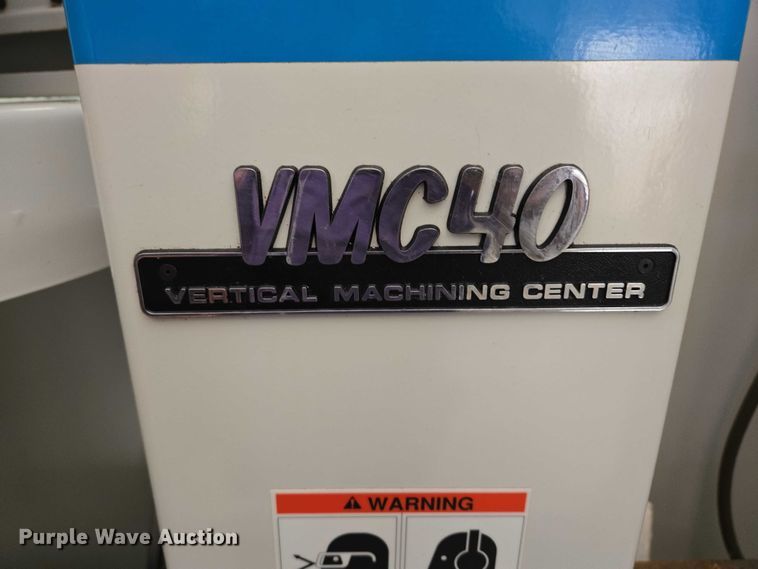 VMC40
VERTICAL MACHINING CENTER
WARNING
Purple Wave Auction